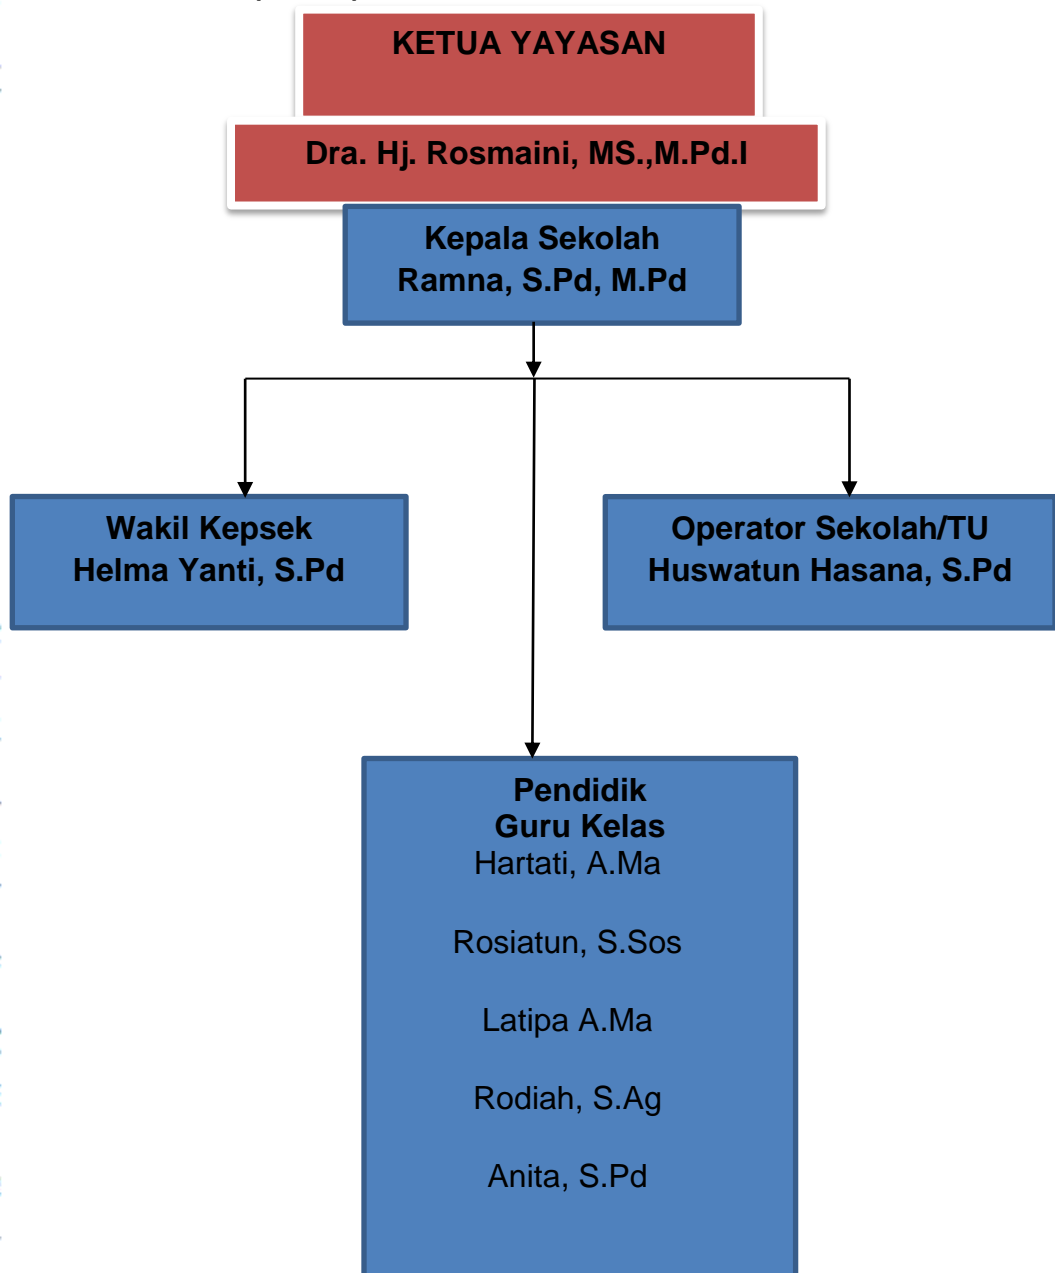 KETUA YAYASAN
Dra. Hj. Rosmaini, MS.,M.Pd.I
Kepala Sekolah
Ramna, S.Pd, M.Pd
Wakil Kepsek
Helma Yanti, S.Pd
Operator Sekolah/TU
Huswatun Hasana, S.Pd
Pendidik
Guru Kelas
Hartati, A.Ma
Rosiatun, S.Sos
Latipa A.Ma
Rodiah, S.Ag
Anita, S.Pd